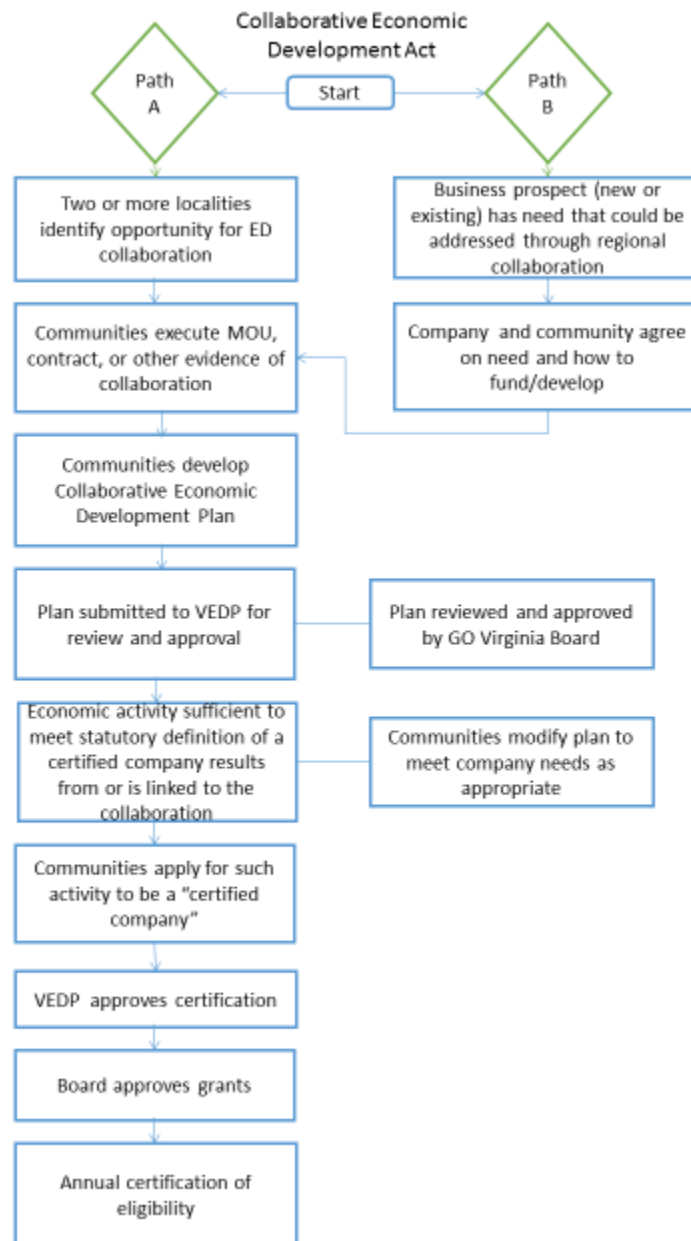 Collaborative Economic
Development Act
Path
A
Start
Path
B
Two or more localities
identify opportunity for ED
collaboration
Business prospect (new or
existing) has need that could be
addressed through regional
collaboration
Communities execute MOU,
contract, or other evidence of
collaboration
Company and community agree
on need and how to
fund/develop
Communities develop
Collaborative Economic
Development Plan
Plan submitted to VEDP for
review and approval
Plan reviewed and approved
by GO Virginia Board
Economic activity sufficient to
meet statutory definition of a
certified company results
from or is linked to the
collaboration
Communities modify plan to
meet company needs as
appropriate
Communities apply for such
activity to be a “certified
company”
VEDP approves certification
Board approves grants
Annual certification of
eligibility